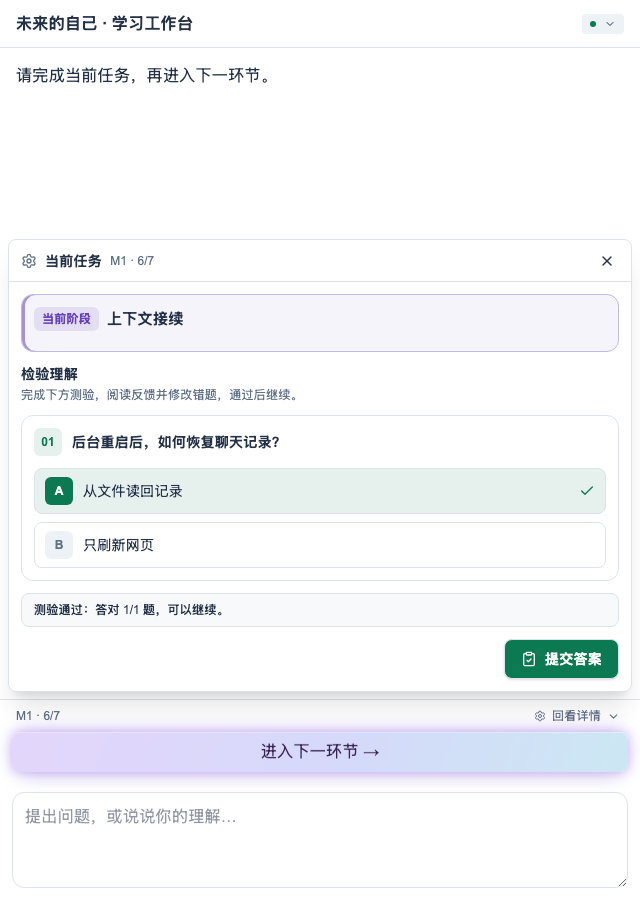 未来的自己 · 学习工作台
请完成当前任务，再进入下一环节。
当前任务 M1 · 6/7
当前阶段 上下文接续
检验理解
完成下方测验，阅读反馈并修改错题，通过后继续。
01 后台重启后，如何恢复聊天记录？
A 从文件读回记录
B 只刷新网页
测验通过：答对 1/1 题，可以继续。
提交答案
M1 · 6/7 回看详情
进入下一环节 →
提出问题，或说说你的理解…